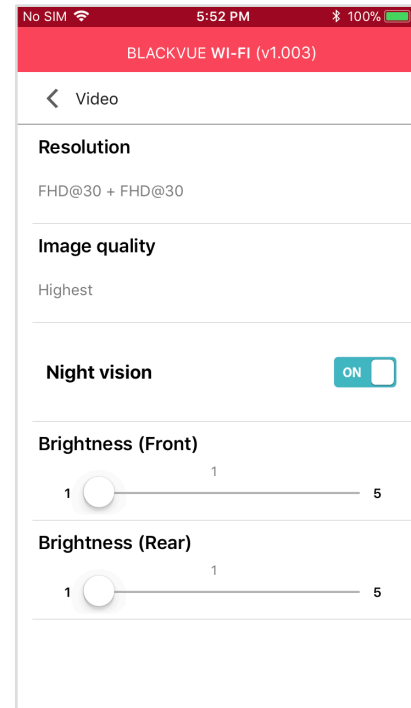 No SIM 5:52 PM 100%
BLACKVUE WI-FI (v1.003)
Video
Resolution
FHD@30 + FHD@30
Image quality
Highest
Night vision ON
Brightness (Front)
1
1 5
Brightness (Rear)
1
1 5